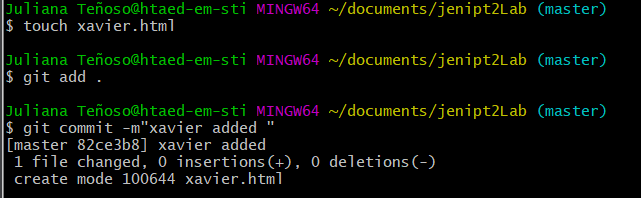 Juliana Teñoso@htaed-em-sti MINGW64 ~/documents/jenipt2Lab (master)
$ touch xavier.html
Juliana Teñoso@htaed-em-sti MINGW64 ~/documents/jenipt2Lab (master)
$ git add .
Juliana Teñoso@htaed-em-sti MINGW64 ~/documents/jenipt2Lab (master)
$ git commit -m"xavier added "
[master 82ce3b8] xavier added
 1 file changed, 0 insertions(+), 0 deletions(-)
 create mode 100644 xavier.html